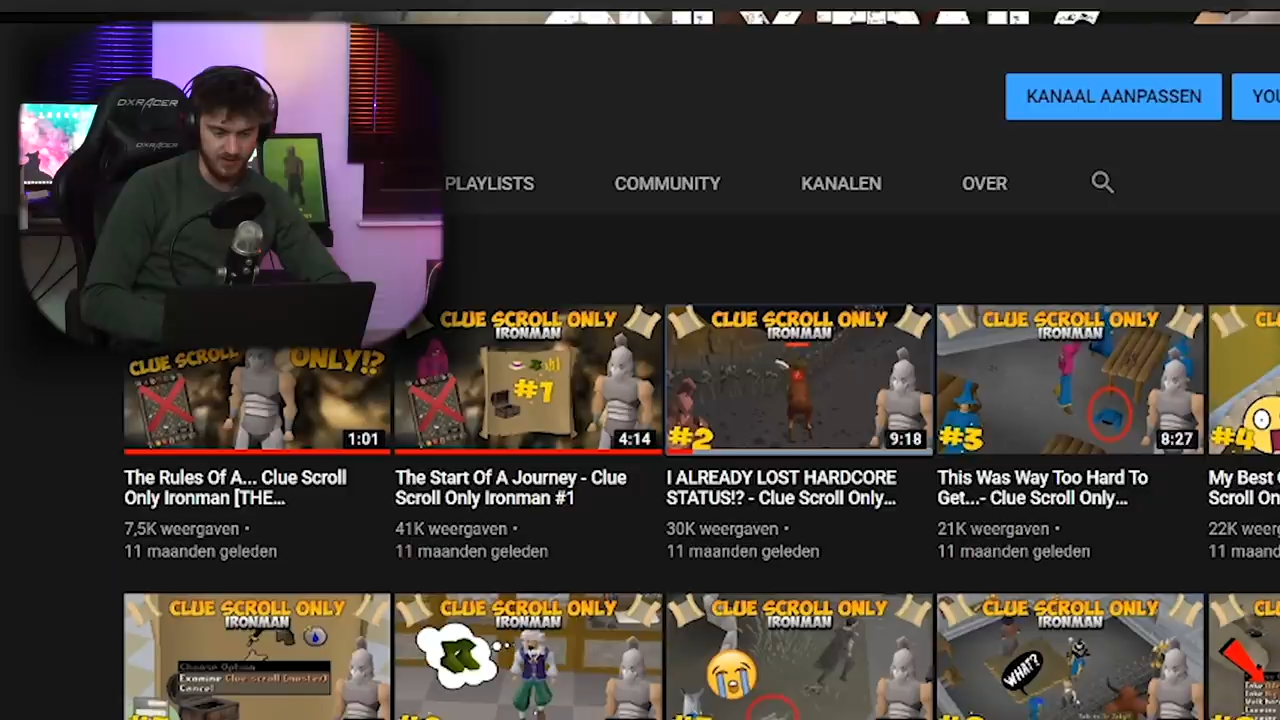 DXRACER
DXRACER
KANAAL AANPASSEN
YOU
PLAYLISTS
COMMUNITY
KANALEN
OVER
CLUE SCROLL ONLY!?
1:01
The Rules Of A... Clue Scroll
Only Ironman [THE...
7,5K weergaven •
11 maanden geleden
CLUE SCROLL ONLY
IRONMAN
#1
4:14
The Start Of A Journey - Clue
Scroll Only Ironman #1
41K weergaven •
11 maanden geleden
CLUE SCROLL ONLY
IRONMAN
#2
9:18
I ALREADY LOST HARDCORE
STATUS!? - Clue Scroll Only...
30K weergaven •
11 maanden geleden
CLUE SCROLL ONLY
IRONMAN
#3
8:27
This Was Way Too Hard To
Get...- Clue Scroll Only...
21K weergaven •
11 maanden geleden
#4
My Best
Scroll On
22K weerg
11 maand
CLUE SCROLL ONLY
IRONMAN
Choose Option
Examine Clue scroll (master)
Cancel
CLUE SCROLL ONLY
IRONMAN
CLUE SCROLL ONLY
IRONMAN
CLUE SCROLL ONLY
IRONMAN
WHAT?